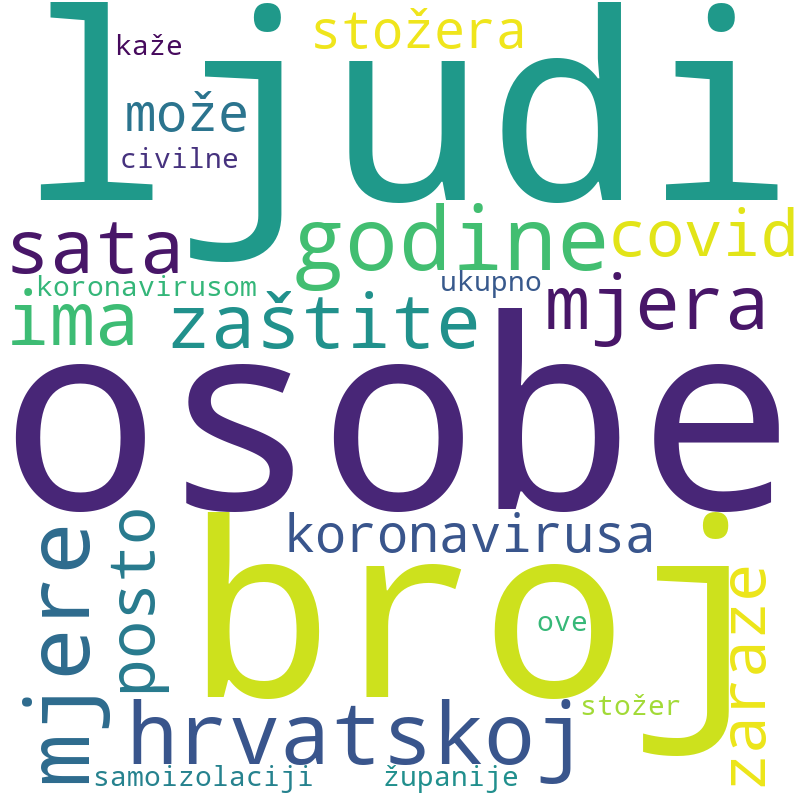 ljudi
kaže
stožera
može
civilne
sata
godine
covid
koronavirusom
ukupno
ima
zaštite
mjera
osobe
mjere
posto
koronavirusa
broj
zaraze
ove
hrvatskoj
stožer
samoizolaciji
županije